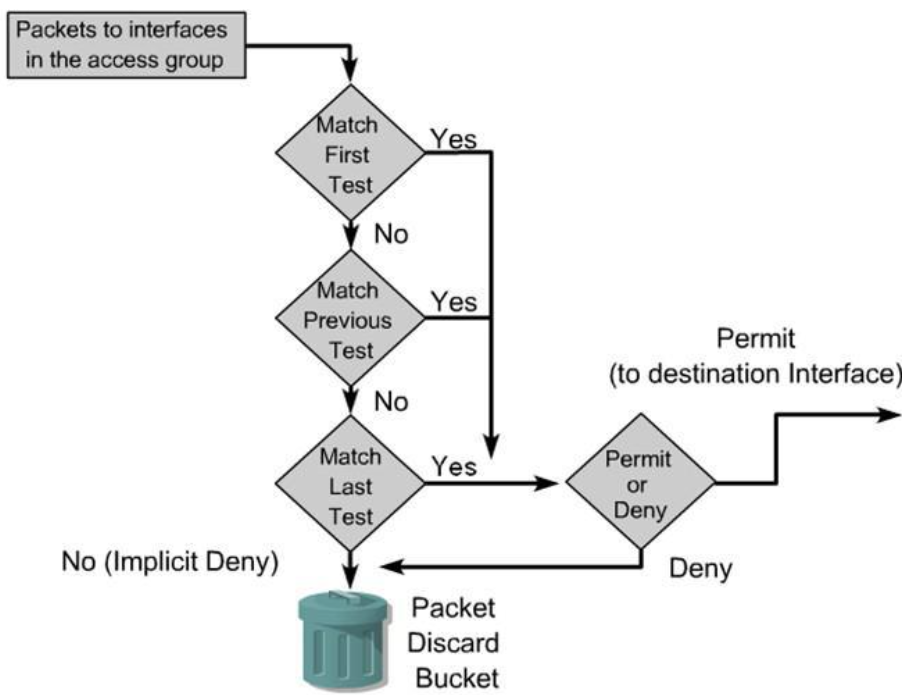 Packets to interfaces
in the access group
Match
First
Test
Yes
No
Match
Previous
Test
Yes
No
Match
Last
Test
Yes
Permit
or
Deny
Permit
(to destination Interface)
No (Implicit Deny)
Deny
Packet
Discard
Bucket